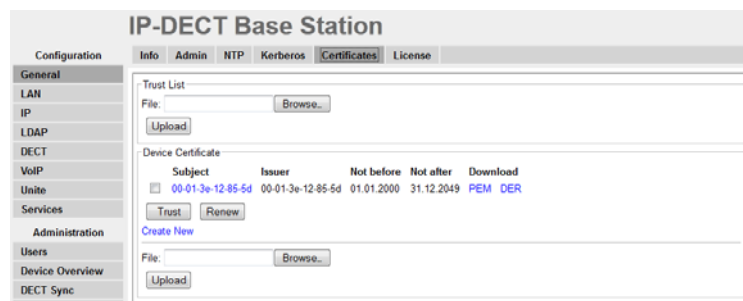 IP-DECT Base Station
Configuration
Info Admin NTP Kerberos Certificates License
General
LAN
IP
LDAP
DECT
VoIP
Unite
Services
Administration
Users
Device Overview
DECT Sync
Trust List
File: Browse..
Upload
Device Certificate
Subject Issuer Not before Not after Download
00-01-3e-12-85-5d 00-01-3e-12-85-5d 01.01.2000 31.12.2049 PEM DER
Trust Renew
Create New
File: Browse..
Upload